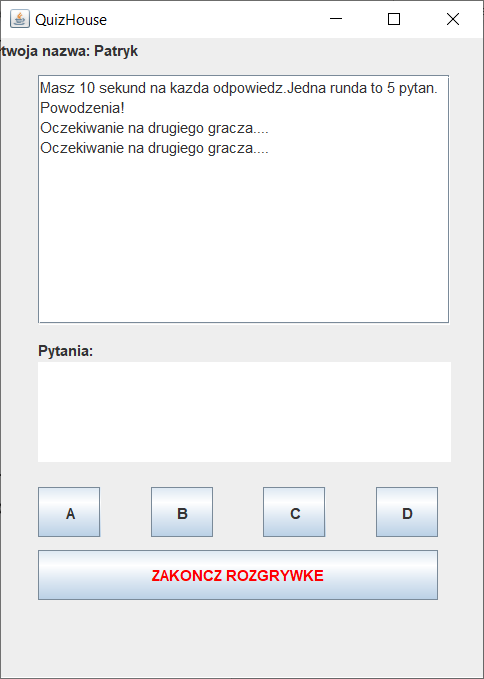 QuizHouse
twoja nazwa: Patryk
Masz 10 sekund na kazda odpowiedz.Jedna runda to 5 pytan.
Powodzenia!
Oczekiwanie na drugiego gracza....
Oczekiwanie na drugiego gracza....
Pytania:
A B C D
ZAKONCZ ROZGRYWKE